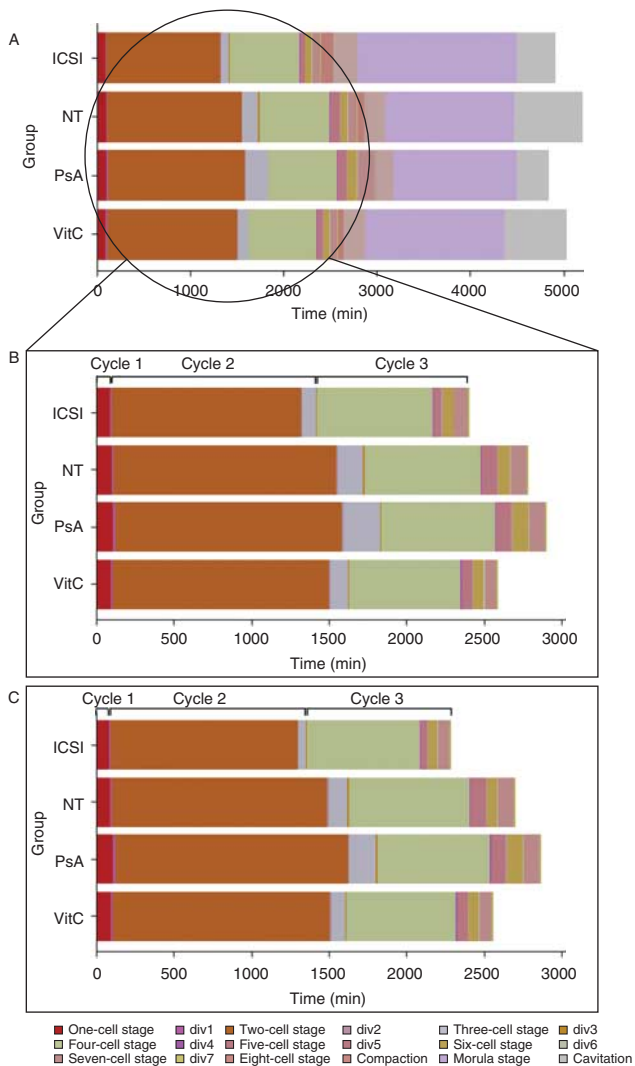 A
ICSI
NT
PsA
VitC
Group
0 1000 2000 3000 4000 5000
Time (min)
B
Cycle 1 Cycle 2 Cycle 3
ICSI
NT
PsA
VitC
Group
0 500 1000 1500 2000 2500 3000
Time (min)
C
Cycle 1 Cycle 2 Cycle 3
ICSI
NT
PsA
VitC
Group
0 500 1000 1500 2000 2500 3000
Time (min)
One-cell stage div1 Two-cell stage div2 Three-cell stage div3
Four-cell stage div4 Five-cell stage div5 Six-cell stage div6
Seven-cell stage div7 Eight-cell stage Compaction Morula stage Cavitation